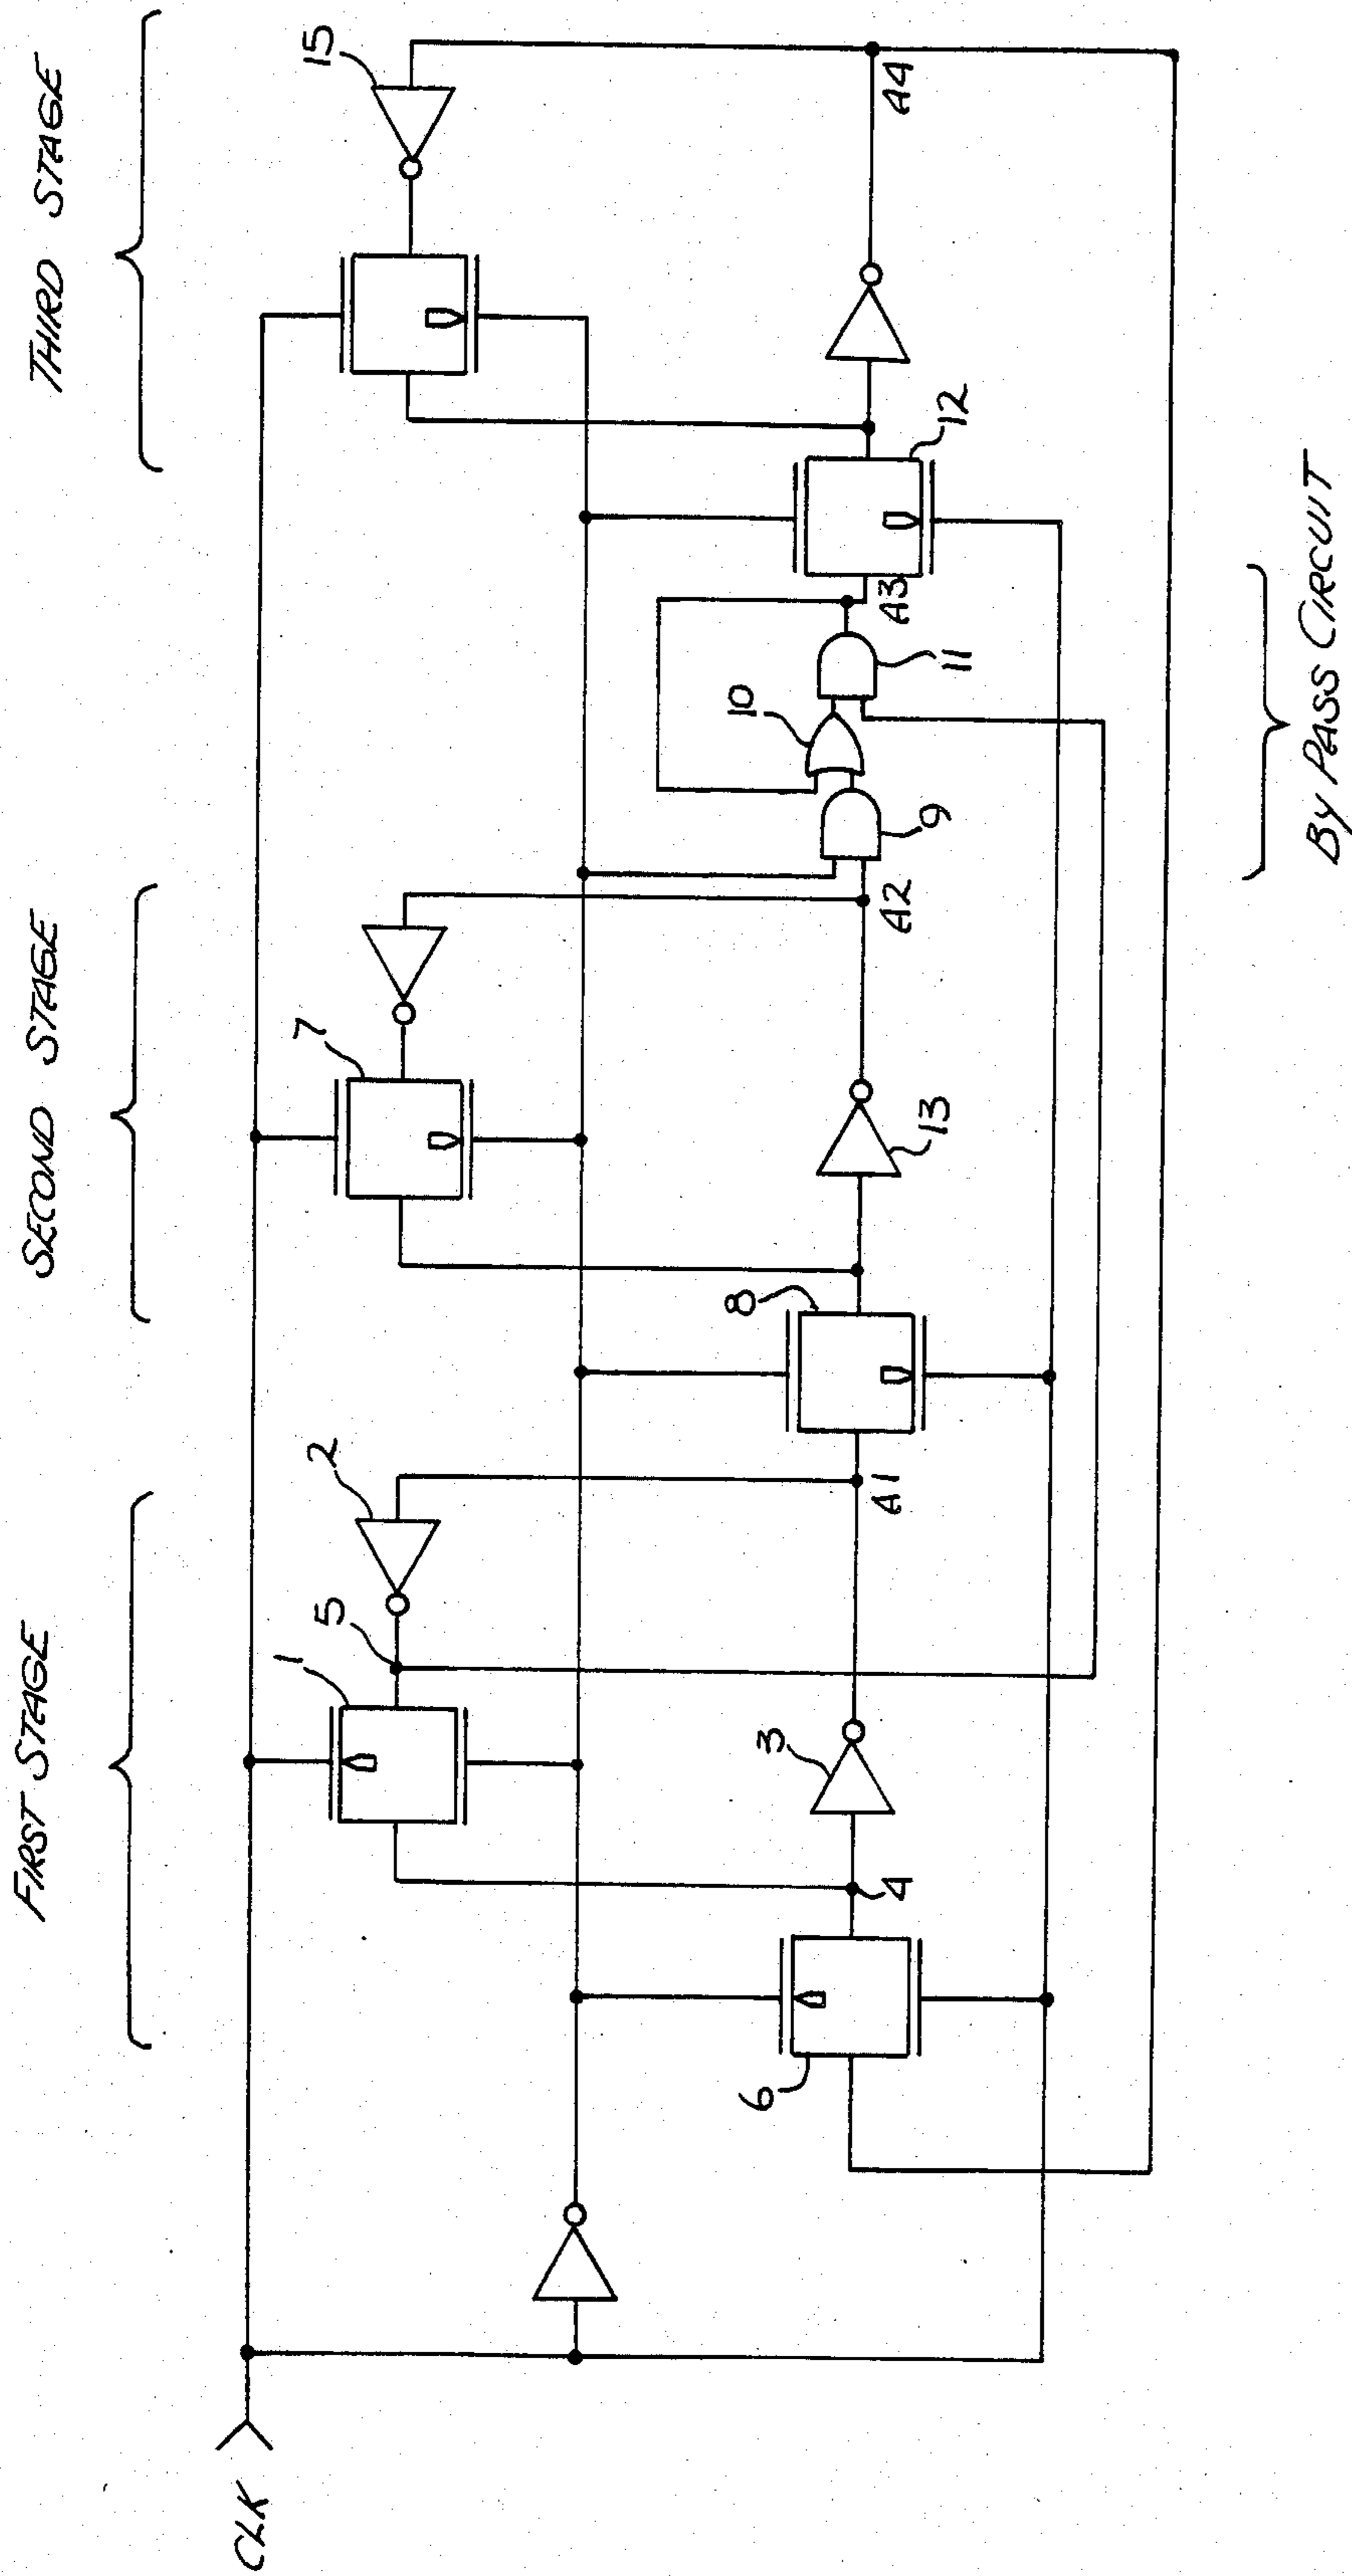 FIRST STAGE
SECOND STAGE
THIRD STAGE
CLK
1
2
5
7
15
3
4
6
8
13
9
10
11
12
A1
A2
A3
A4
BY PASS CIRCUIT